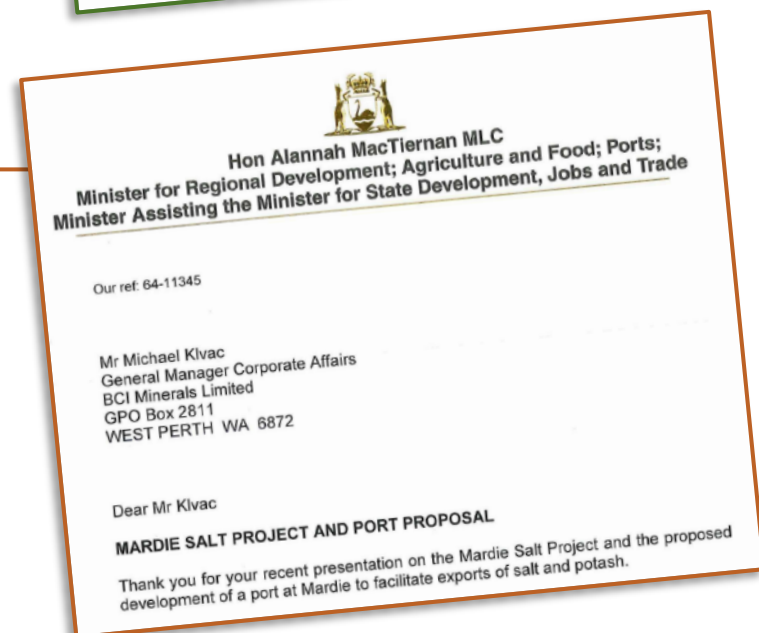 Hon Alannah MacTiernan MLC
Minister for Regional Development; Agriculture and Food; Ports;
Minister Assisting the Minister for State Development, Jobs and Trade
Our ref: 64-11345
Mr Michael Klvac
General Manager Corporate Affairs
BCI Minerals Limited
GPO Box 2811
WEST PERTH WA 6872
Dear Mr Klvac
MARDIE SALT PROJECT AND PORT PROPOSAL
Thank you for your recent presentation on the Mardie Salt Project and the proposed
development of a port at Mardie to facilitate exports of salt and potash.